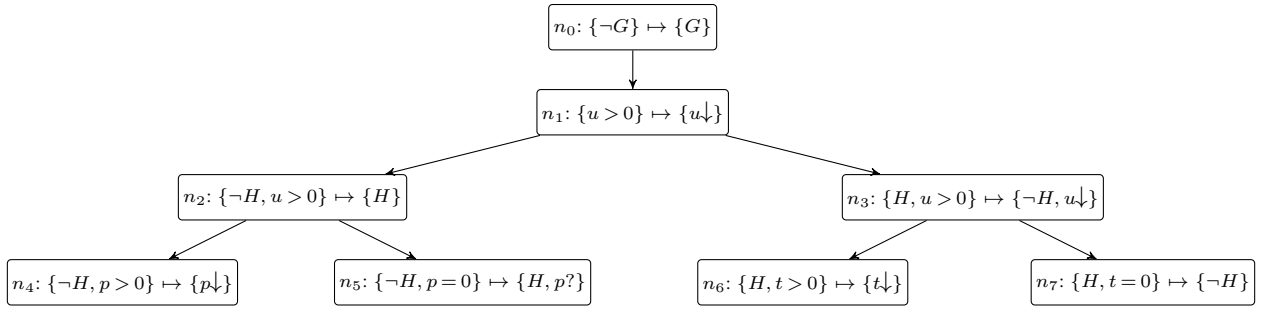 n₀: {¬G} ↦ {G}
n₁: {u > 0} ↦ {u↓}
n₂: {¬H, u > 0} ↦ {H}
n₃: {H, u > 0} ↦ {¬H, u↓}
n₄: {¬H, p > 0} ↦ {p↓}
n₅: {¬H, p = 0} ↦ {H, p?}
n₆: {H, t > 0} ↦ {t↓}
n₇: {H, t = 0} ↦ {¬H}